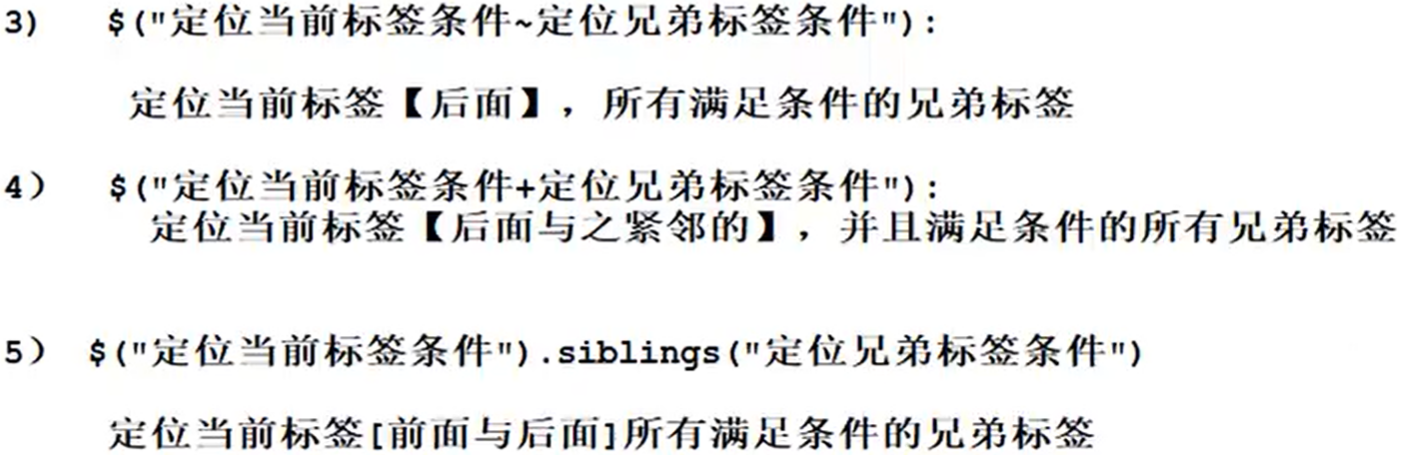 3) $("定位当前标签条件~定位兄弟标签条件"):
定位当前标签【后面】，所有满足条件的兄弟标签
4） $("定位当前标签条件+定位兄弟标签条件"):
定位当前标签【后面与之紧邻的】，并且满足条件的所有兄弟标签
5） $("定位当前标签条件").siblings("定位兄弟标签条件")
定位当前标签[前面与后面]所有满足条件的兄弟标签